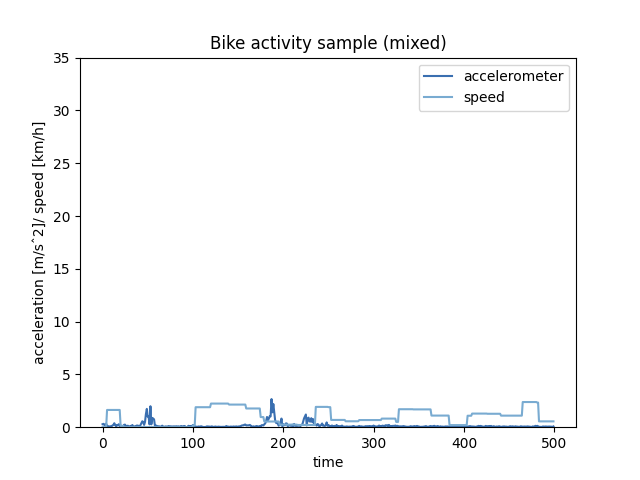 Bike activity sample (mixed)
35
30
25
20
15
10
5
0
acceleration [m/sˆ2]/ speed [km/h]
accelerometer
speed
0 100 200 300 400 500
time